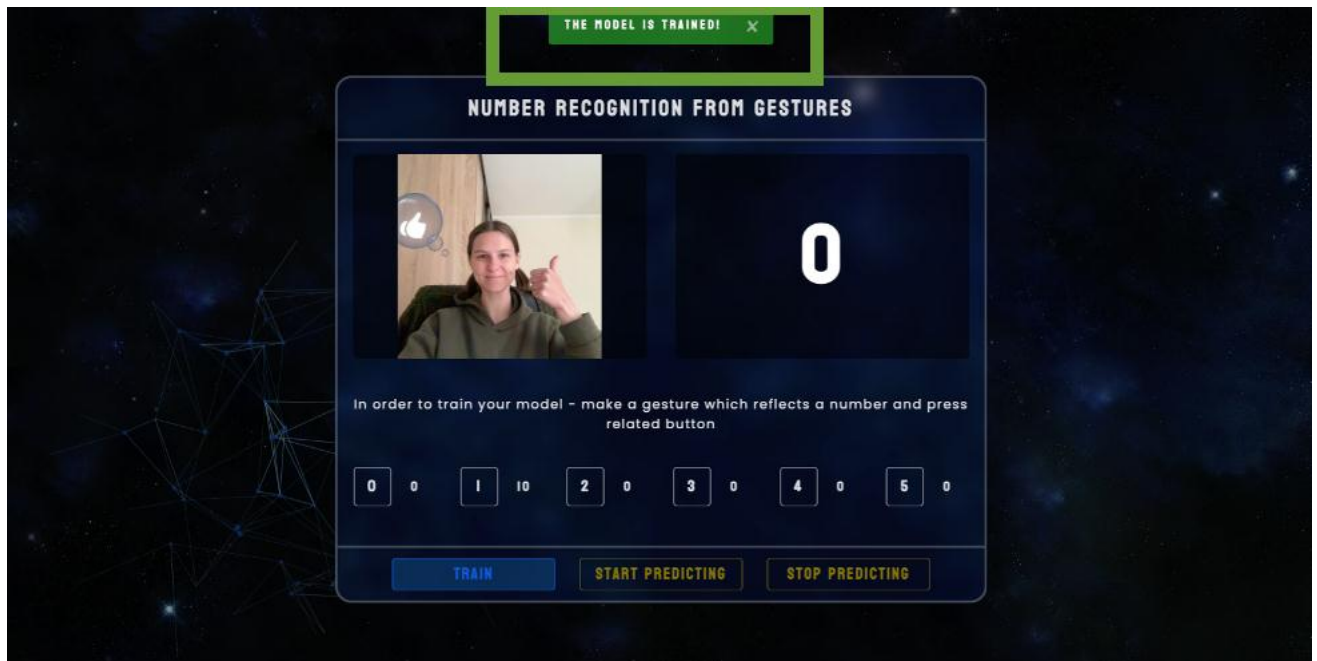 THE MODEL IS TRAINED! ×
NUMBER RECOGNITION FROM GESTURES
0
In order to train your model - make a gesture which reflects a number and press
related button
0 0 1 10 2 0 3 0 4 0 5 0
TRAIN START PREDICTING STOP PREDICTING